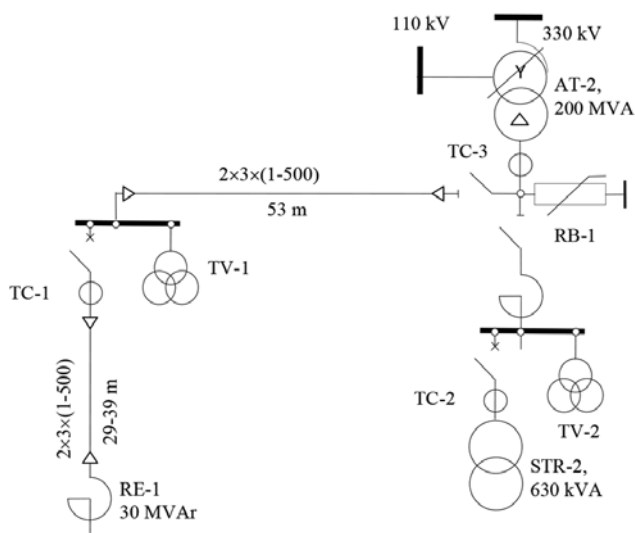 110 kV
330 kV
Y
AT-2,
200 MVA
TC-3
2×3×(1-500)
53 m
RB-1
TV-1
TC-1
2×3×(1-500)
29-39 m
TC-2
TV-2
RE-1
30 MVAr
STR-2,
630 kVA